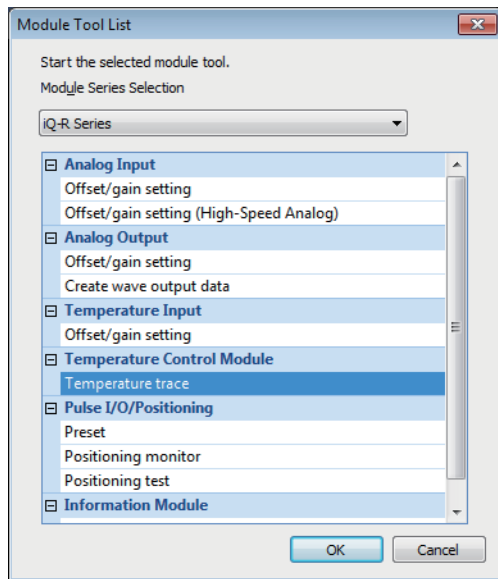 Module Tool List
Start the selected module tool.
Module Series Selection
iQ-R Series
Analog Input
Offset/gain setting
Offset/gain setting (High-Speed Analog)
Analog Output
Offset/gain setting
Create wave output data
Temperature Input
Offset/gain setting
Temperature Control Module
Temperature trace
Pulse I/O/Positioning
Preset
Positioning monitor
Positioning test
Information Module
OK Cancel